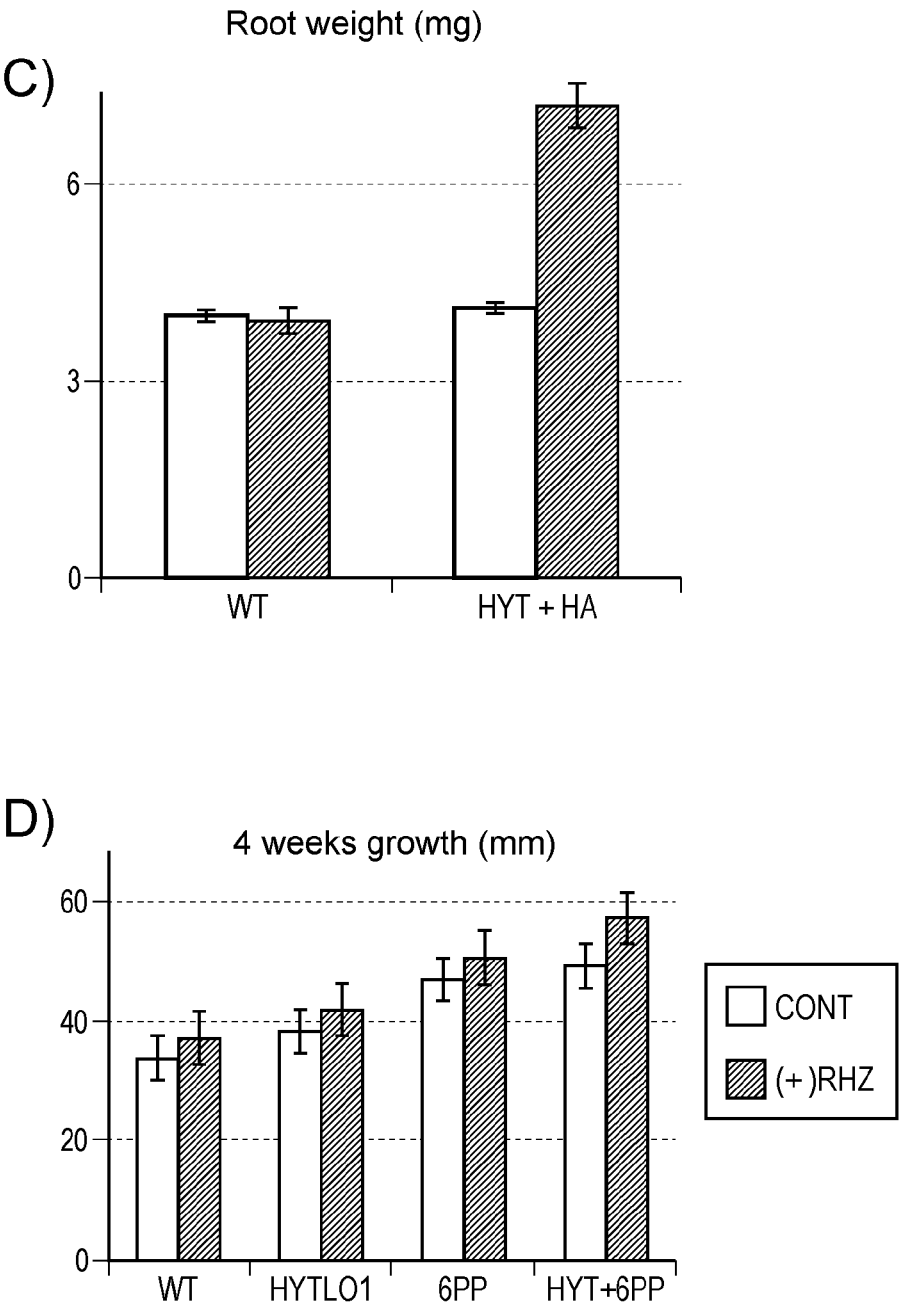 Root weight (mg)
C)
6
3
0
WT HYT + HA
D)
4 weeks growth (mm)
60
40
20
0
WT HYTLO1 6PP HYT+6PP
CONT
(+)RHZ